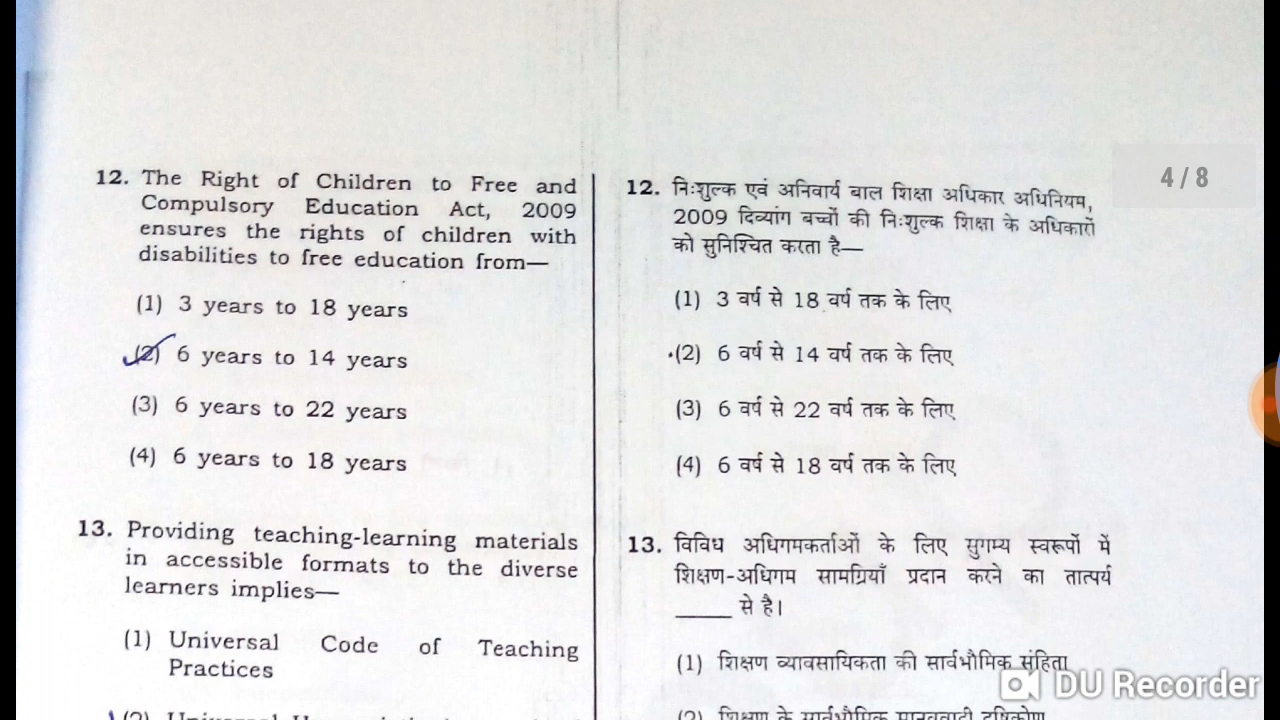 12. The Right of Children to Free and
Compulsory Education Act, 2009
ensures the rights of children with
disabilities to free education from—
(1) 3 years to 18 years
(2) 6 years to 14 years
(3) 6 years to 22 years
(4) 6 years to 18 years
13. Providing teaching-learning materials
in accessible formats to the diverse
learners implies—
(1) Universal Code of Teaching
Practices
12. निःशुल्क एवं अनिवार्य बाल शिक्षा अधिकार अधिनियम,
2009 दिव्यांग बच्चों की निःशुल्क शिक्षा के अधिकारों
को सुनिश्चित करता है—
(1) 3 वर्ष से 18 वर्ष तक के लिए
(2) 6 वर्ष से 14 वर्ष तक के लिए
(3) 6 वर्ष से 22 वर्ष तक के लिए
(4) 6 वर्ष से 18 वर्ष तक के लिए
13. विविध अधिगमकर्ताओं के लिए सुगम्य स्वरूपों में
शिक्षण-अधिगम सामग्रियाँ प्रदान करने का तात्पर्य
_____ से है।
(1) शिक्षण व्यावसायिकता की सार्वभौमिक संहिता
(2) शिक्षण के सार्वभौमिक मानववादी दृष्टिकोण
4 / 8
DU Recorder